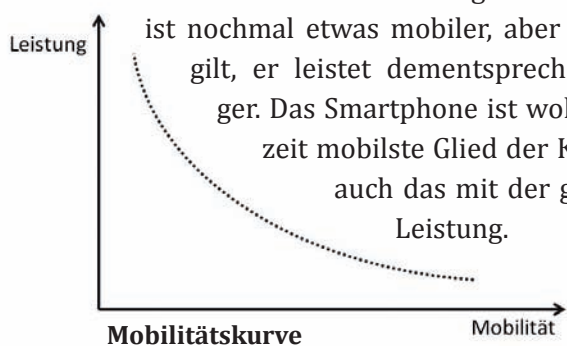 Leistung
ist nochmal etwas mobiler, aber
gilt, er leistet dementsprech
ger. Das Smartphone ist wohl
zeit mobilste Glied der K
auch das mit der g
Leistung.
Mobilitätskurve
Mobilität